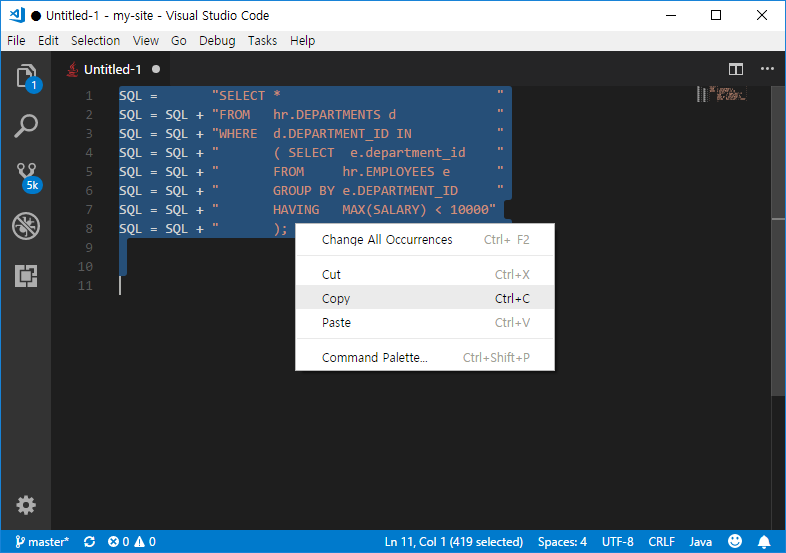 ● Untitled-1 - my-site - Visual Studio Code
File Edit Selection View Go Debug Tasks Help
1
Untitled-1 ●
1 SQL =       "SELECT *                            "
2 SQL = SQL + "FROM   hr.DEPARTMENTS d             "
3 SQL = SQL + "WHERE  d.DEPARTMENT_ID IN           "
4 SQL = SQL + "       ( SELECT  e.department_id    "
5 SQL = SQL + "       FROM     hr.EMPLOYEES e      "
6 SQL = SQL + "       GROUP BY e.DEPARTMENT_ID     "
7 SQL = SQL + "       HAVING   MAX(SALARY) < 10000"
8 SQL = SQL + "       );
9
10
11
5k
Change All Occurrences Ctrl+ F2
Cut Ctrl+X
Copy Ctrl+C
Paste Ctrl+V
Command Palette... Ctrl+Shift+P
master* 0 0 Ln 11, Col 1 (419 selected) Spaces: 4 UTF-8 CRLF Java